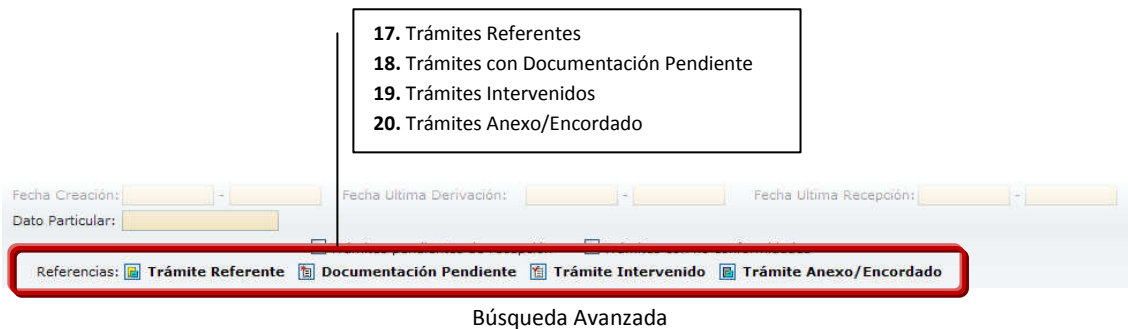 17. Trámites Referentes
18. Trámites con Documentación Pendiente
19. Trámites Intervenidos
20. Trámites Anexo/Encordado
Fecha Creación: - Fecha Ultima Derivación: - Fecha Ultima Recepción: -
Dato Particular:
Referencias: Trámite Referente Documentación Pendiente Trámite Intervenido Trámite Anexo/Encordado
Búsqueda Avanzada